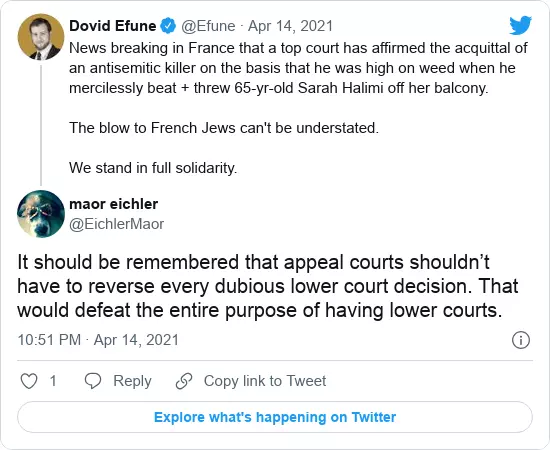 Dovid Efune @Efune · Apr 14, 2021
News breaking in France that a top court has affirmed the acquittal of
an antisemitic killer on the basis that he was high on weed when he
mercilessly beat + threw 65-yr-old Sarah Halimi off her balcony.
The blow to French Jews can't be understated.
We stand in full solidarity.
maor eichler
@EichlerMaor
It should be remembered that appeal courts shouldn’t
have to reverse every dubious lower court decision. That
would defeat the entire purpose of having lower courts.
10:51 PM · Apr 14, 2021
1 Reply Copy link to Tweet
Explore what's happening on Twitter